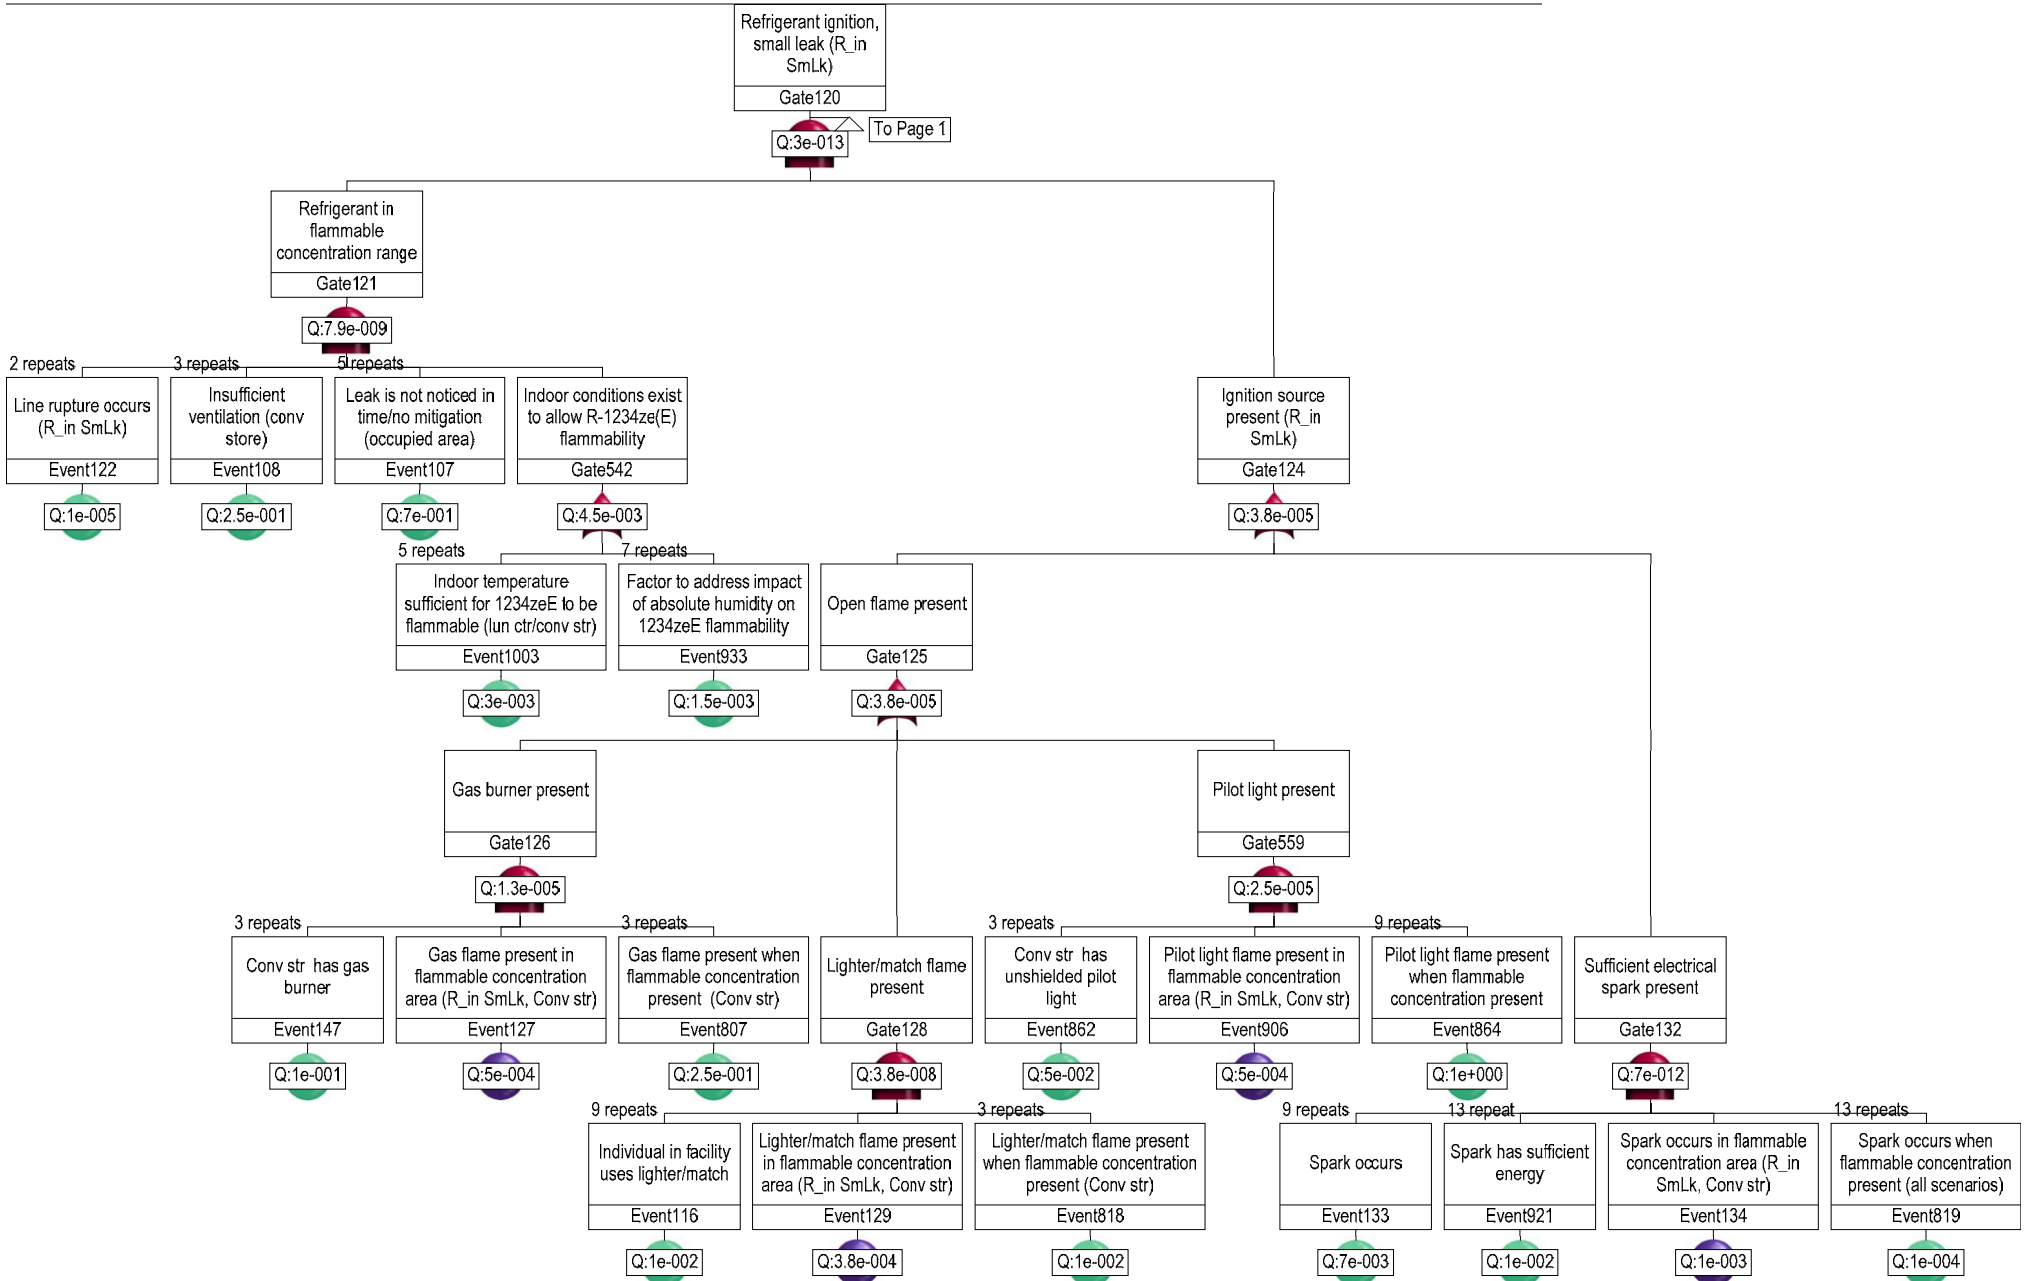 Refrigerant ignition,
small leak (R_in
SmLk)
Gate120
To Page 1
Q:3e-013
Refrigerant in
flammable
concentration range
Gate121
Q:7.9e-009
2 repeats
3 repeats
5 repeats
Line rupture occurs
(R_in SmLk)
Event122
Q:1e-005
Insufficient
ventilation (conv
store)
Event108
Q:2.5e-001
Leak is not noticed in
time/no mitigation
(occupied area)
Event107
Q:7e-001
Indoor conditions exist
to allow R-1234ze(E)
flammability
Gate542
Q:4.5e-003
Ignition source
present (R_in
SmLk)
Gate124
Q:3.8e-005
5 repeats
7 repeats
Indoor temperature
sufficient for 1234zeE to be
flammable (lun ctr/conv str)
Event1003
Q:3e-003
Factor to address impact
of absolute humidity on
1234zeE flammability
Event933
Q:1.5e-003
Open flame present
Gate125
Q:3.8e-005
Gas burner present
Gate126
Q:1.3e-005
Pilot light present
Gate559
Q:2.5e-005
3 repeats
3 repeats
3 repeats
9 repeats
Conv str has gas
burner
Event147
Q:1e-001
Gas flame present in
flammable concentration
area (R_in SmLk, Conv str)
Event127
Q:5e-004
Gas flame present when
flammable concentration
present (Conv str)
Event807
Q:2.5e-001
Lighter/match flame
present
Gate128
Q:3.8e-008
Conv str has
unshielded pilot
light
Event862
Q:5e-002
Pilot light flame present in
flammable concentration
area (R_in SmLk, Conv str)
Event906
Q:5e-004
Pilot light flame present
when flammable
concentration present
Event864
Q:1e+000
Sufficient electrical
spark present
Gate132
Q:7e-012
9 repeats
3 repeats
9 repeats
13 repeat
13 repeats
Individual in facility
uses lighter/match
Event116
Q:1e-002
Lighter/match flame present
in flammable concentration
area (R_in SmLk, Conv str)
Event129
Q:3.8e-004
Lighter/match flame present
when flammable concentration
present (Conv str)
Event818
Q:1e-002
Spark occurs
Event133
Q:7e-003
Spark has sufficient
energy
Event921
Q:1e-002
Spark occurs in flammable
concentration area (R_in
SmLk, Conv str)
Event134
Q:1e-003
Spark occurs when
flammable concentration
present (all scenarios)
Event819
Q:1e-004